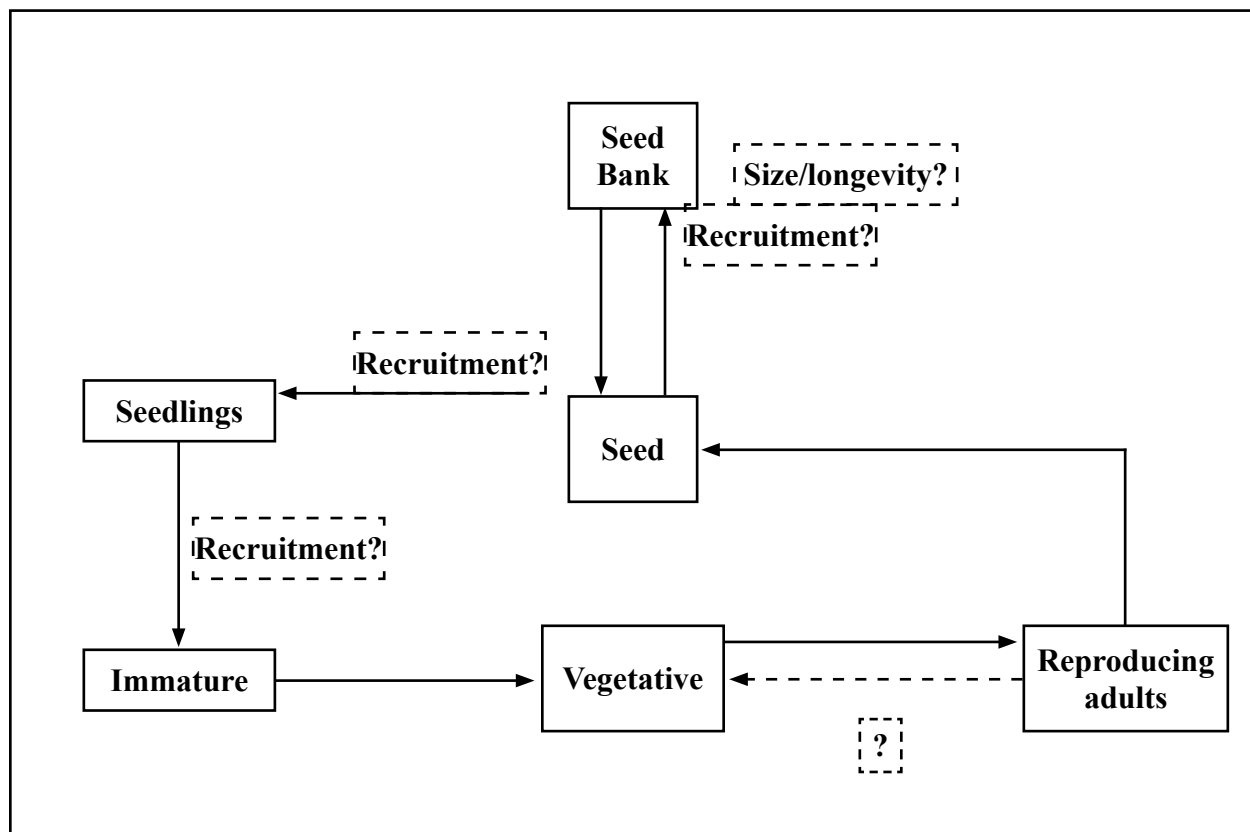 Seed
Bank
Size/longevity?
Recruitment?
Recruitment?
Seedlings
Seed
Recruitment?
Immature
Vegetative
Reproducing
adults
?